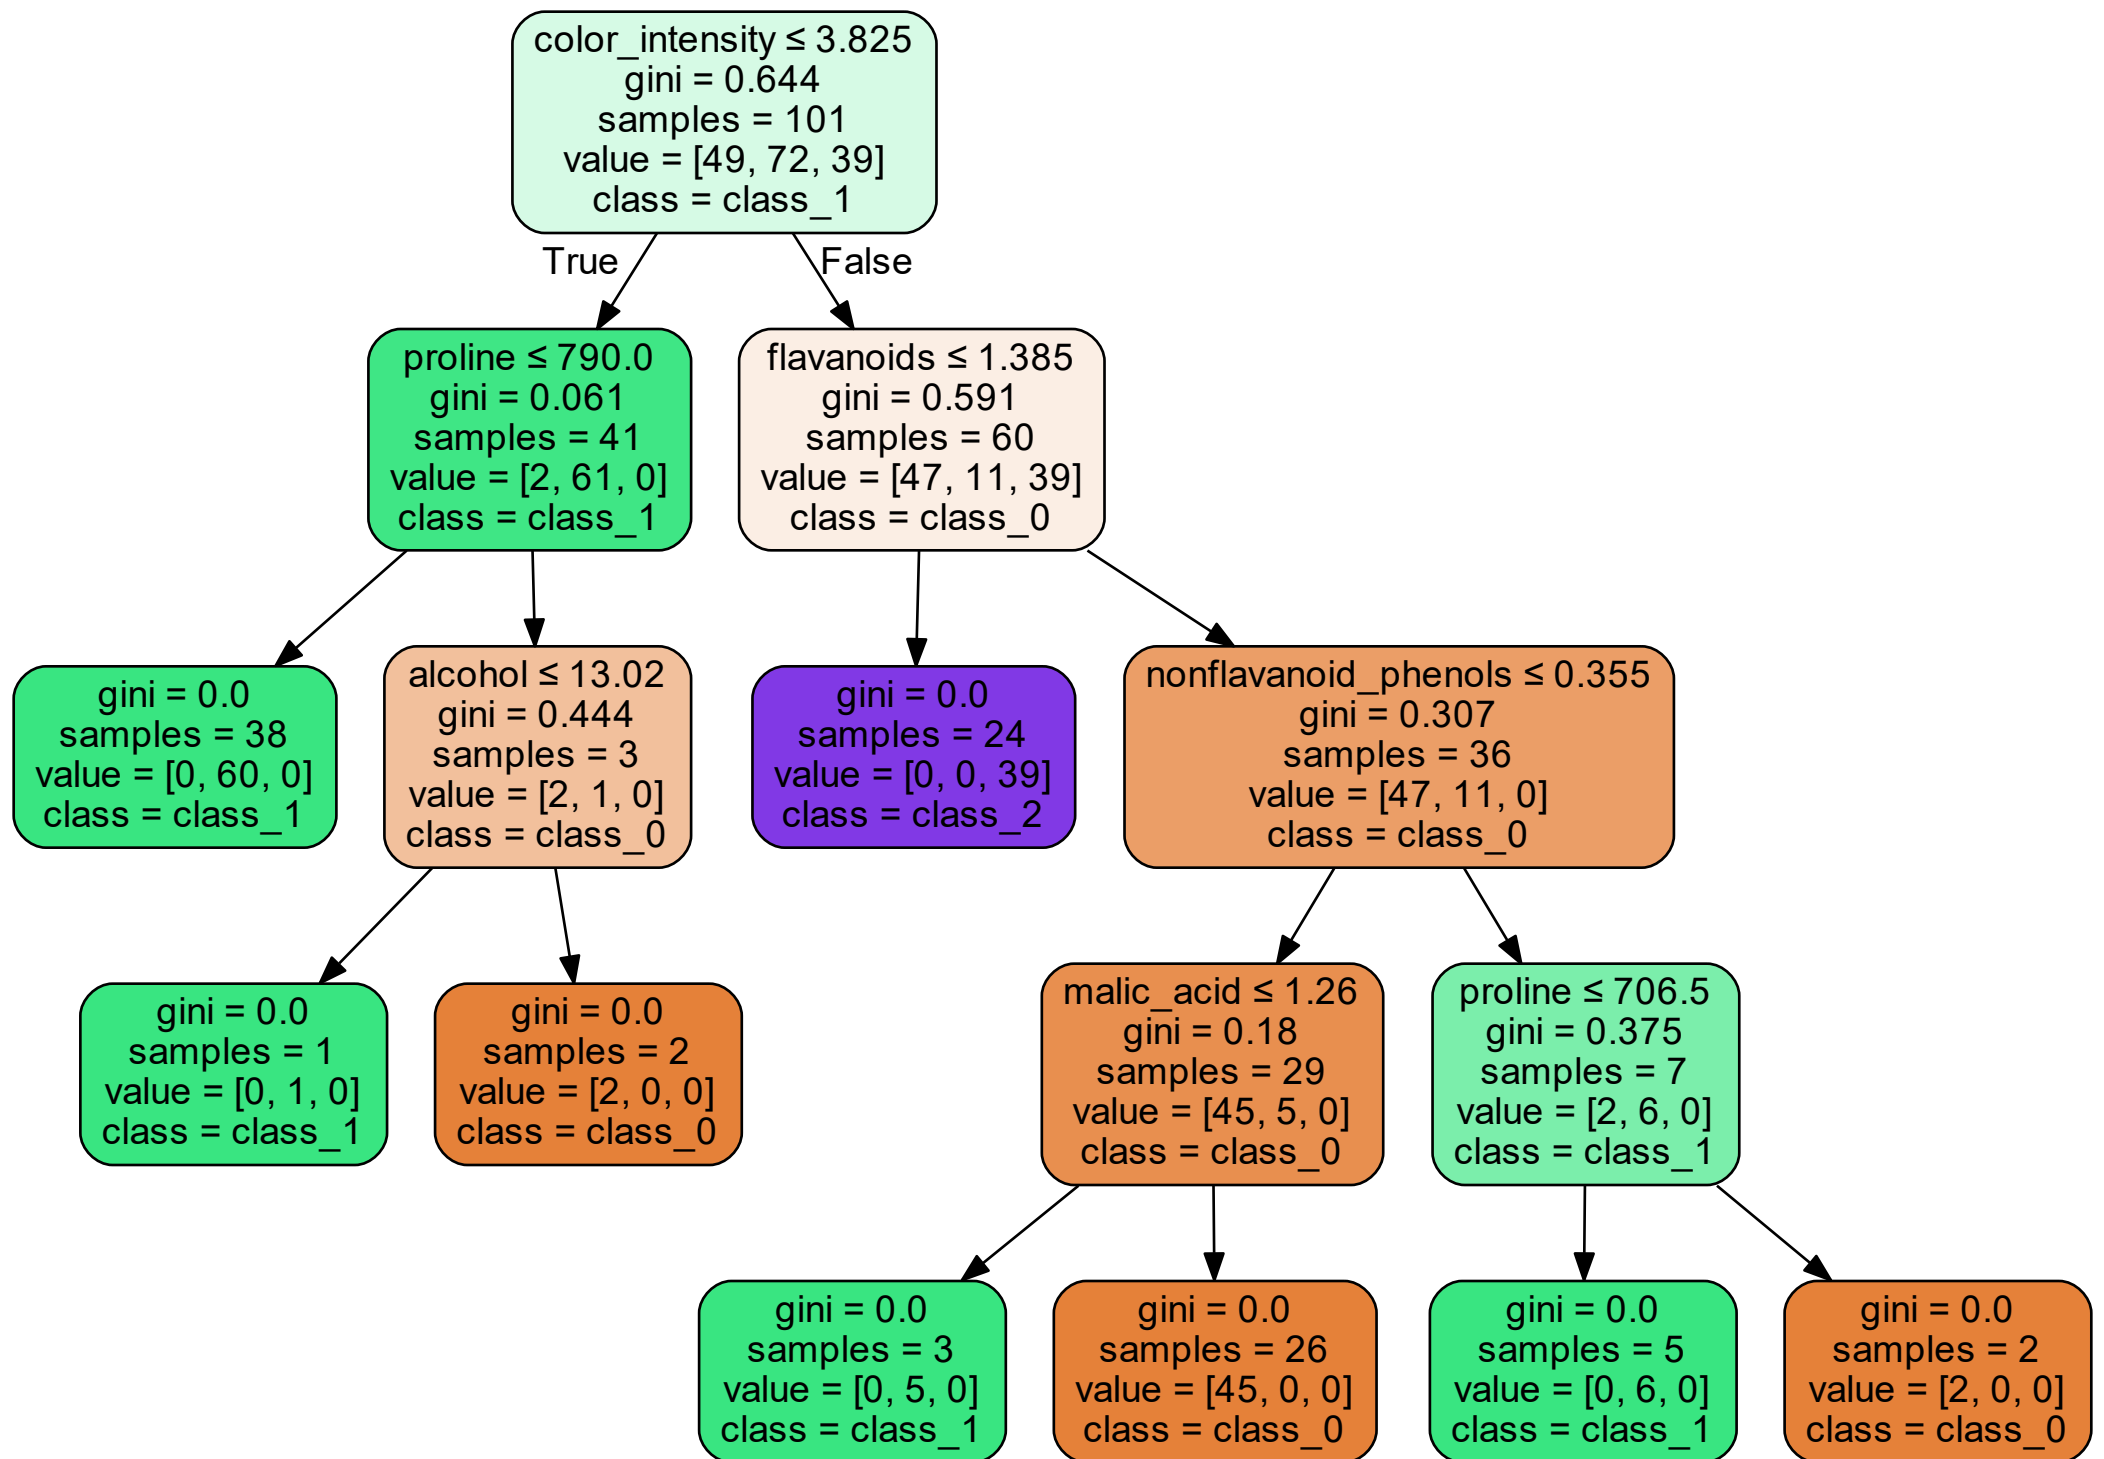 color_intensity ≤ 3.825
gini = 0.644
samples = 101
value = [49, 72, 39]
class = class_1
True
False
proline ≤ 790.0
gini = 0.061
samples = 41
value = [2, 61, 0]
class = class_1
flavanoids ≤ 1.385
gini = 0.591
samples = 60
value = [47, 11, 39]
class = class_0
gini = 0.0
samples = 38
value = [0, 60, 0]
class = class_1
alcohol ≤ 13.02
gini = 0.444
samples = 3
value = [2, 1, 0]
class = class_0
gini = 0.0
samples = 24
value = [0, 0, 39]
class = class_2
nonflavanoid_phenols ≤ 0.355
gini = 0.307
samples = 36
value = [47, 11, 0]
class = class_0
gini = 0.0
samples = 1
value = [0, 1, 0]
class = class_1
gini = 0.0
samples = 2
value = [2, 0, 0]
class = class_0
malic_acid ≤ 1.26
gini = 0.18
samples = 29
value = [45, 5, 0]
class = class_0
proline ≤ 706.5
gini = 0.375
samples = 7
value = [2, 6, 0]
class = class_1
gini = 0.0
samples = 3
value = [0, 5, 0]
class = class_1
gini = 0.0
samples = 26
value = [45, 0, 0]
class = class_0
gini = 0.0
samples = 5
value = [0, 6, 0]
class = class_1
gini = 0.0
samples = 2
value = [2, 0, 0]
class = class_0